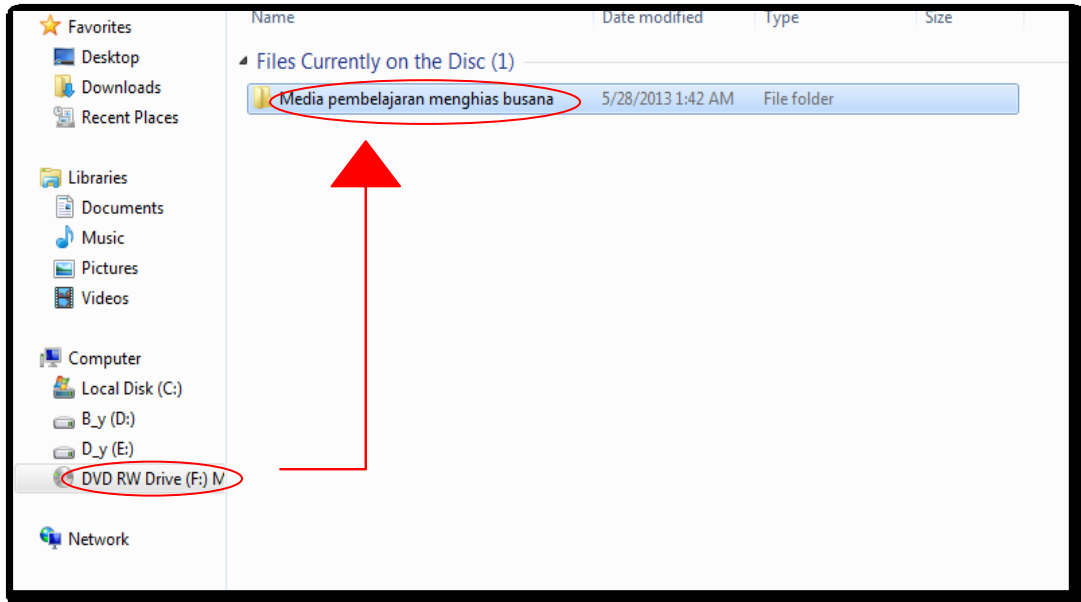 Favorites
Desktop
Downloads
Recent Places
Libraries
Documents
Music
Pictures
Videos
Computer
Local Disk (C:)
B_y (D:)
D_y (E:)
DVD RW Drive (F:) M
Network
Name Date modified Type Size
Files Currently on the Disc (1)
Media pembelajaran menghias busana 5/28/2013 1:42 AM File folder